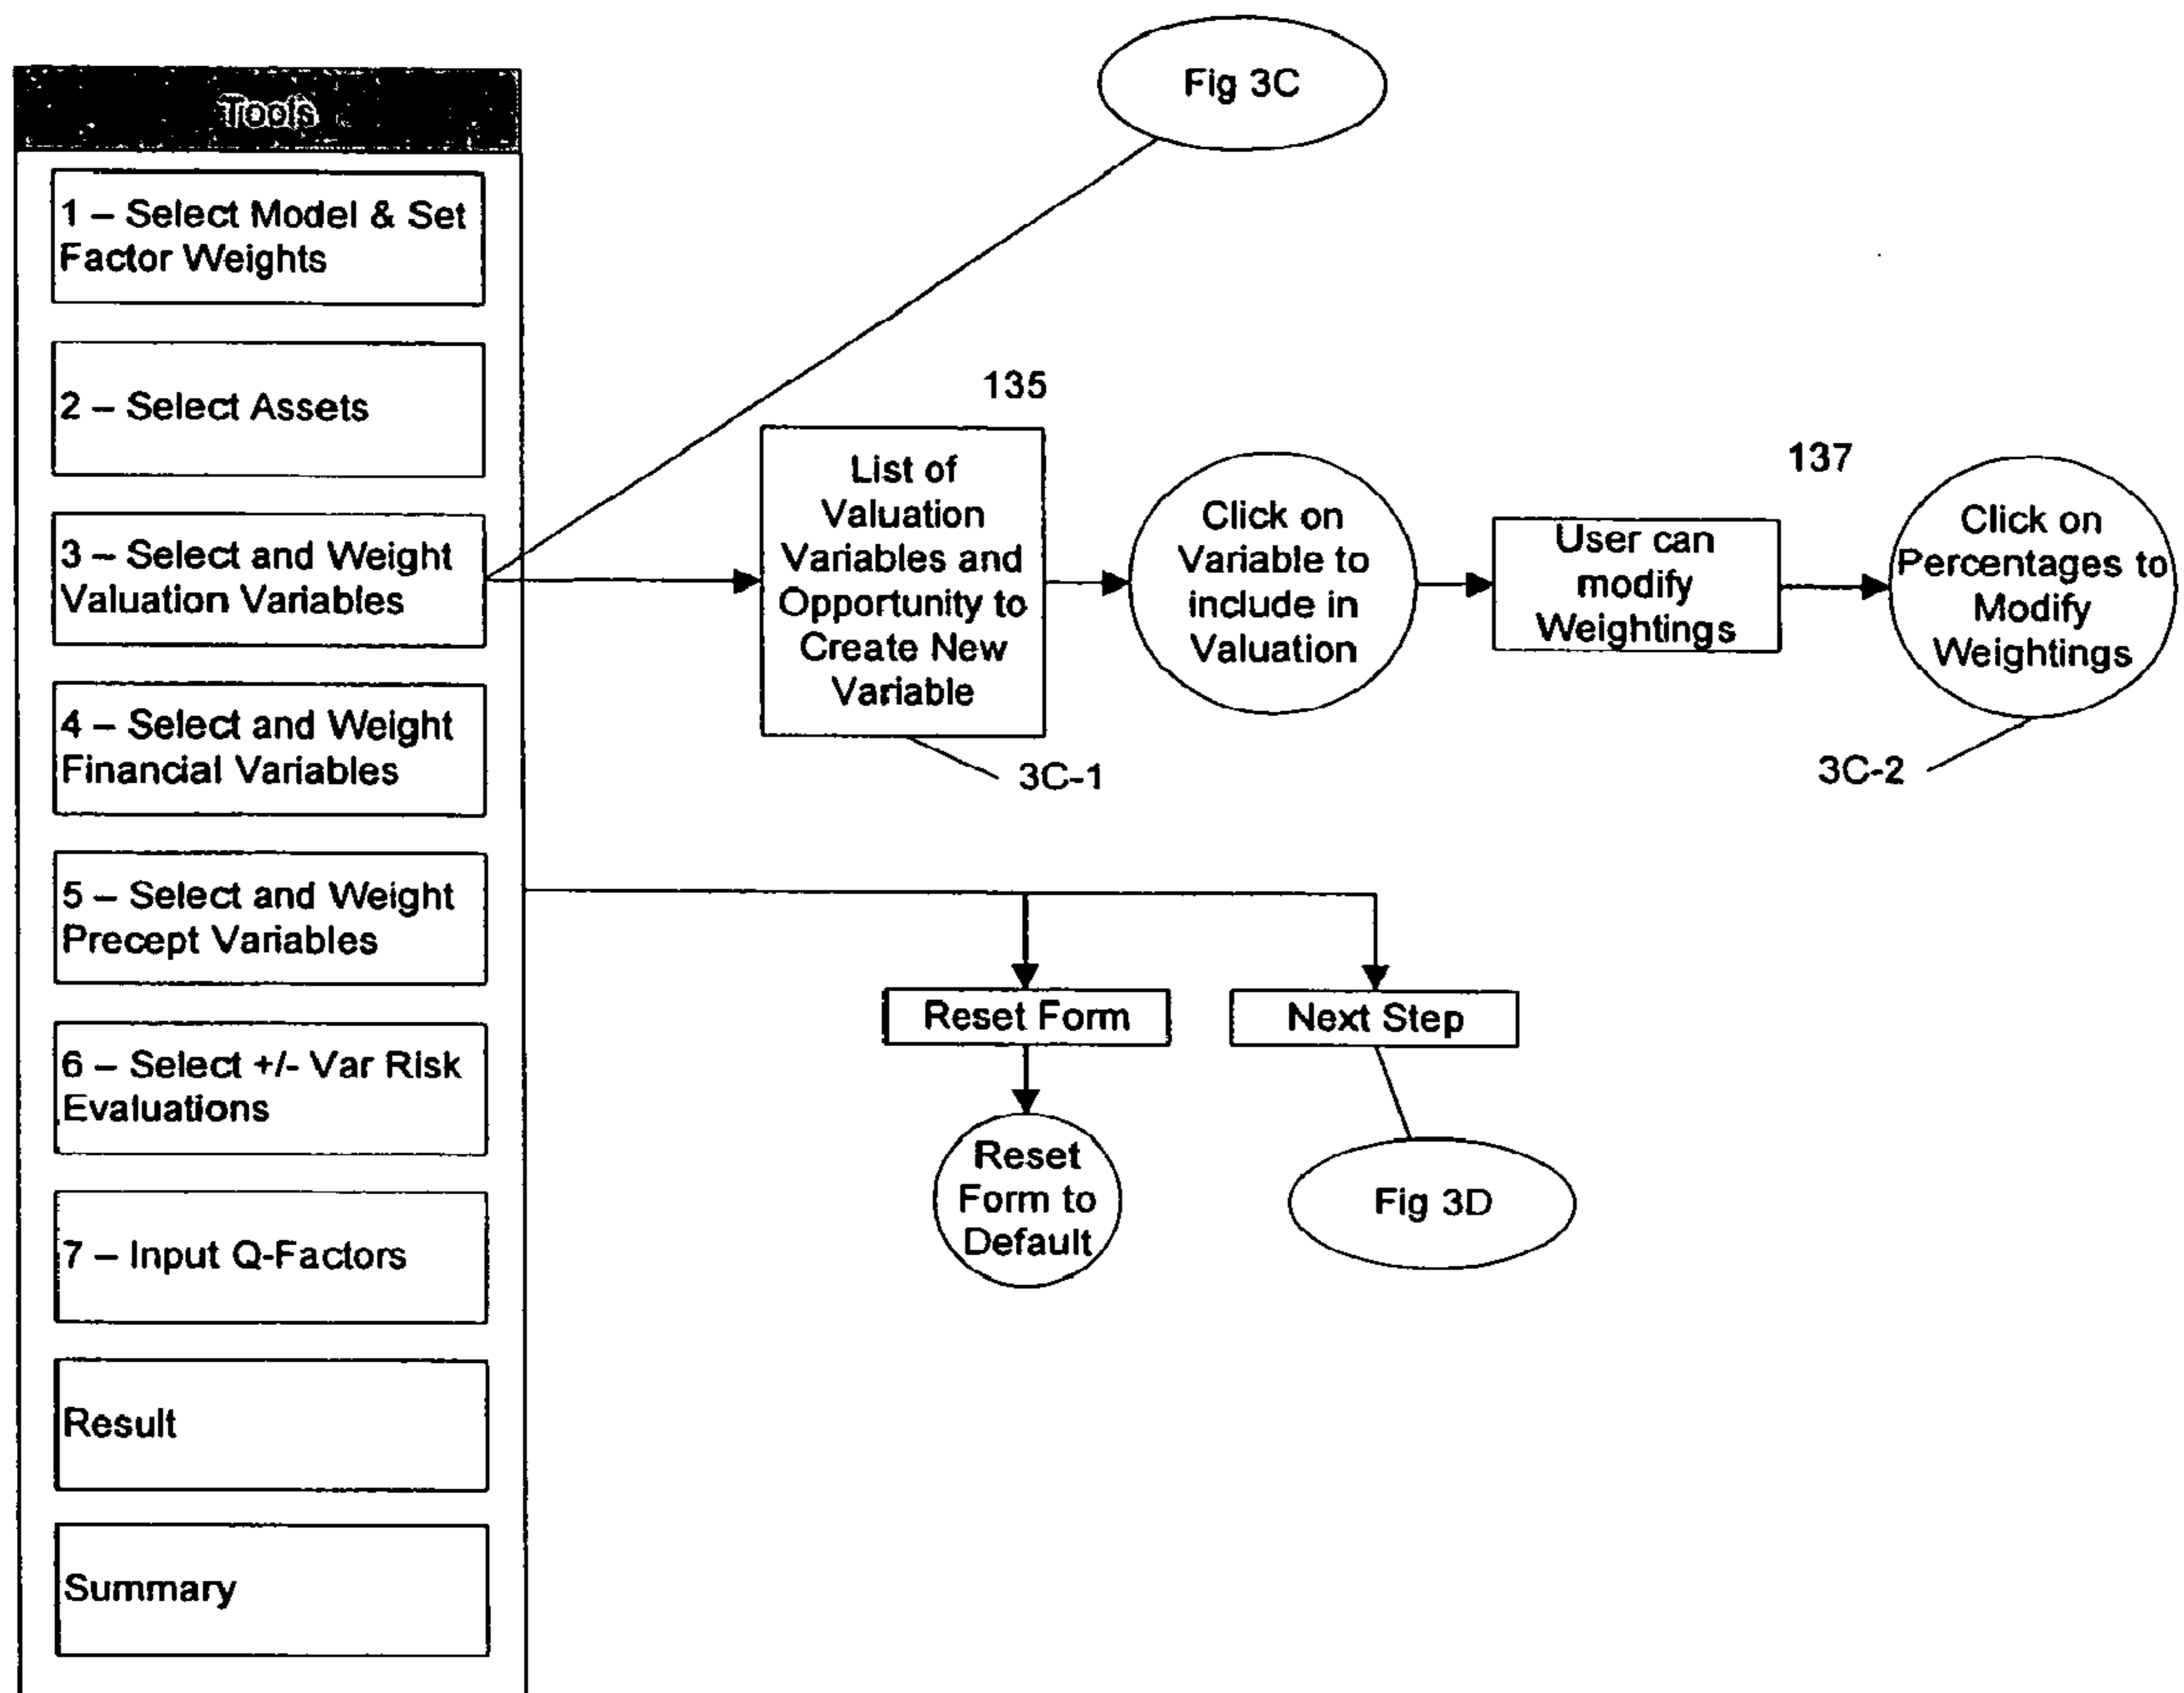 Fig 3C
Tools
1 – Select Model & Set
Factor Weights
2 – Select Assets
3 – Select and Weight
Valuation Variables
4 – Select and Weight
Financial Variables
5 – Select and Weight
Precept Variables
6 – Select +/- Var Risk
Evaluations
7 – Input Q-Factors
Result
Summary
135
List of
Valuation
Variables and
Opportunity to
Create New
Variable
3C-1
Click on
Variable to
include in
Valuation
User can
modify
Weightings
137
Click on
Percentages to
Modify
Weightings
3C-2
Reset Form
Next Step
Reset
Form to
Default
Fig 3D